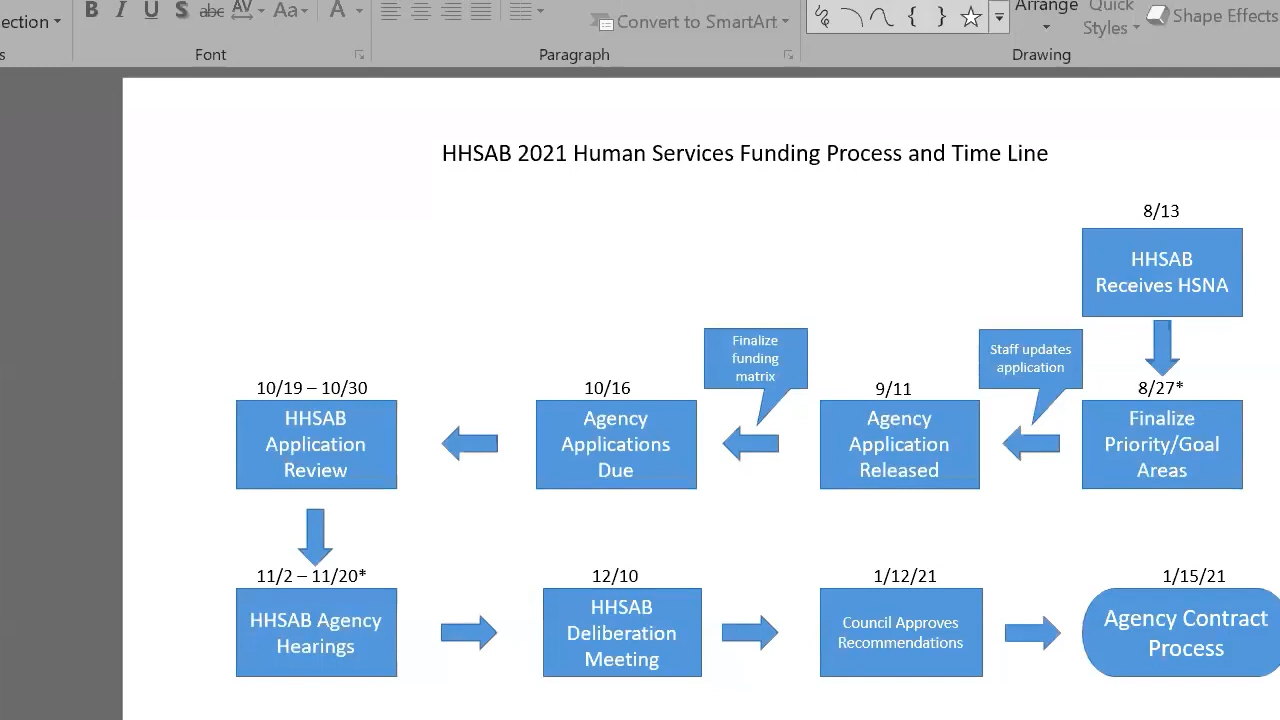 ection
B I U S abc AV Aa A
Convert to SmartArt
Arrange
Quick
Styles
Shape Effects
s
Font
Paragraph
Drawing
HHSAB 2021 Human Services Funding Process and Time Line
8/13
HHSAB
Receives HSNA
Finalize
funding
matrix
Staff updates
application
10/19 – 10/30
10/16
9/11
8/27*
HHSAB
Application
Review
Agency
Applications
Due
Agency
Application
Released
Finalize
Priority/Goal
Areas
11/2 – 11/20*
12/10
1/12/21
1/15/21
HHSAB Agency
Hearings
HHSAB
Deliberation
Meeting
Council Approves
Recommendations
Agency Contract
Process